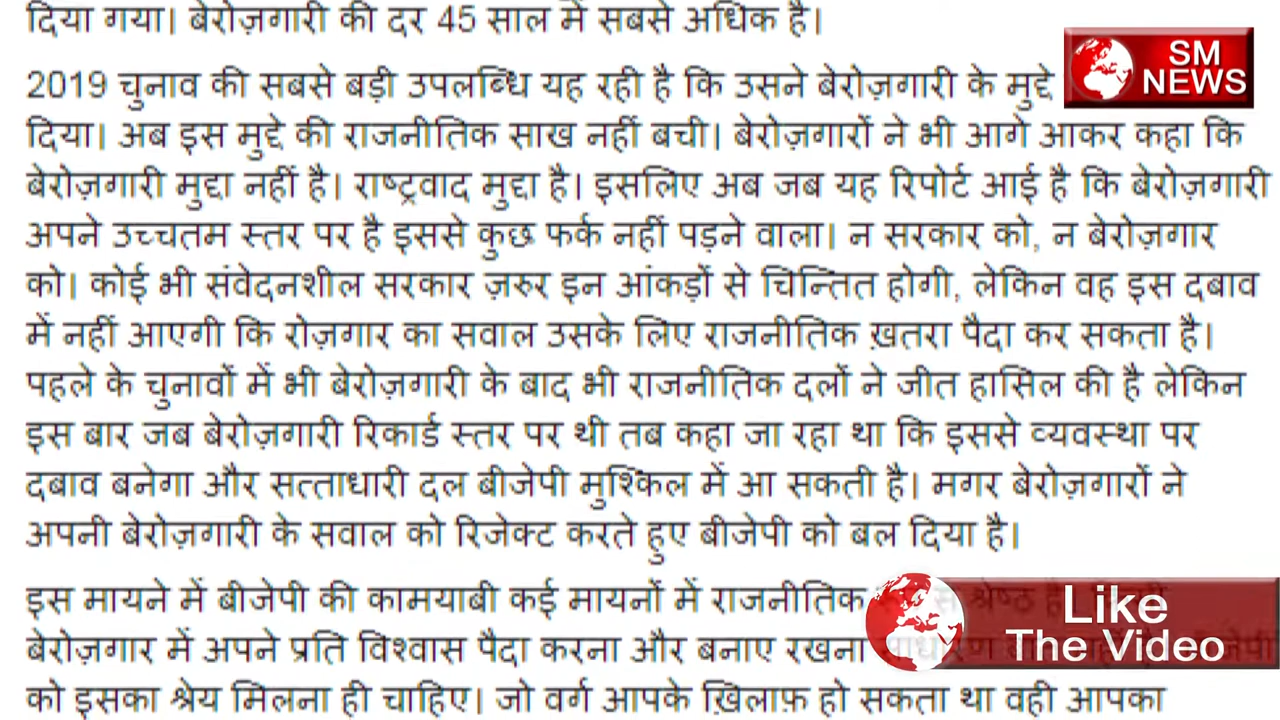 दिया गया। बेरोज़गारी की दर 45 साल में सबसे अधिक है।
SM
NEWS
2019 चुनाव की सबसे बड़ी उपलब्धि यह रही है कि उसने बेरोज़गारी के मुद्दे
दिया। अब इस मुद्दे की राजनीतिक साख नहीं बची। बेरोज़गारों ने भी आगे आकर कहा कि
बेरोज़गारी मुद्दा नहीं है। राष्ट्रवाद मुद्दा है। इसलिए अब जब यह रिपोर्ट आई है कि बेरोज़गारी
अपने उच्चतम स्तर पर है इससे कुछ फर्क नहीं पड़ने वाला। न सरकार को, न बेरोज़गार
को। कोई भी संवेदनशील सरकार ज़रुर इन आंकड़ों से चिन्तित होगी, लेकिन वह इस दबाव
में नहीं आएगी कि रोज़गार का सवाल उसके लिए राजनीतिक ख़तरा पैदा कर सकता है।
पहले के चुनावों में भी बेरोज़गारी के बाद भी राजनीतिक दलों ने जीत हासिल की है लेकिन
इस बार जब बेरोज़गारी रिकार्ड स्तर पर थी तब कहा जा रहा था कि इससे व्यवस्था पर
दबाव बनेगा और सत्ताधारी दल बीजेपी मुश्किल में आ सकती है। मगर बेरोज़गारों ने
अपनी बेरोज़गारी के सवाल को रिजेक्ट करते हुए बीजेपी को बल दिया है।
इस मायने में बीजेपी की कामयाबी कई मायनों में राजनीतिक श्रेष्ठ
बेरोज़गार में अपने प्रति विश्वास पैदा करना और बनाए रखना साधारण
को इसका श्रेय मिलना ही चाहिए। जो वर्ग आपके ख़िलाफ़ हो सकता था वही आपका
Like
The Video